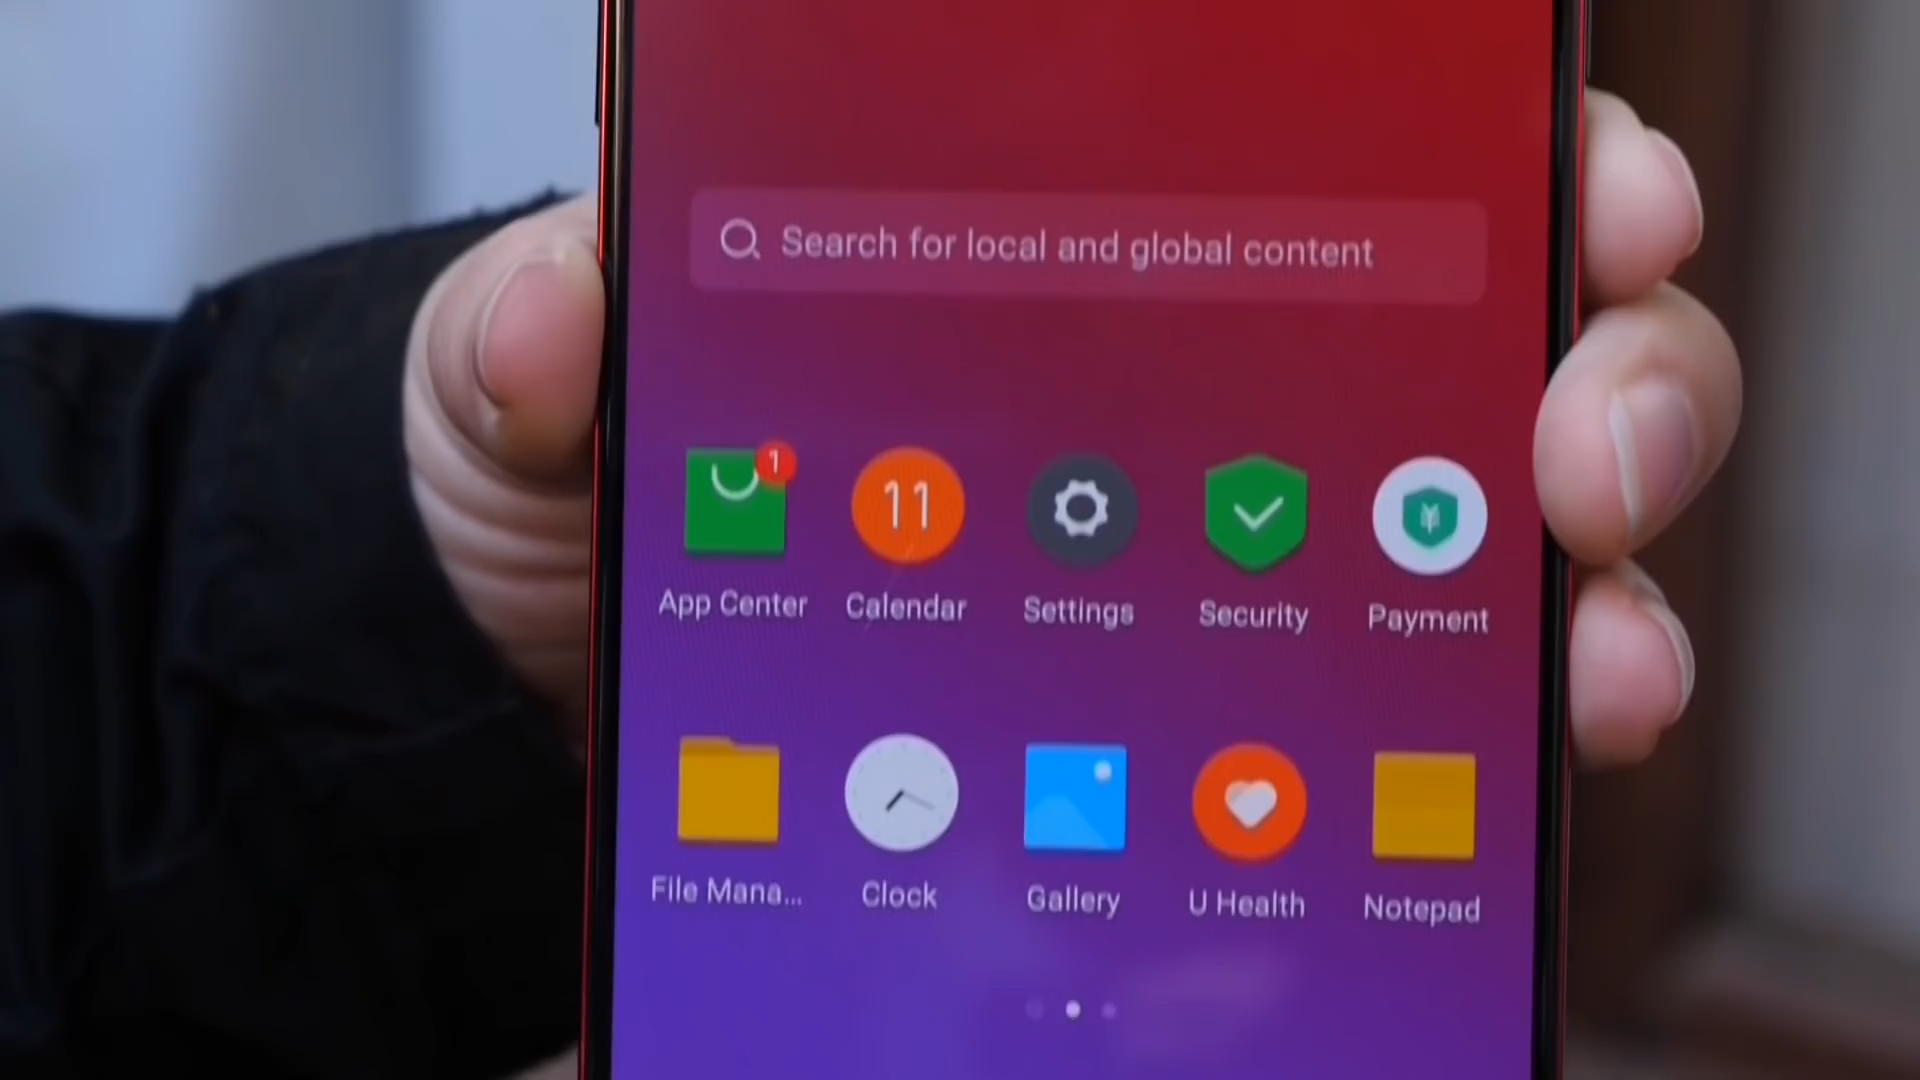 Search for local and global content
1
11
App Center Calendar Settings Security Payment
File Mana... Clock Gallery U Health Notepad